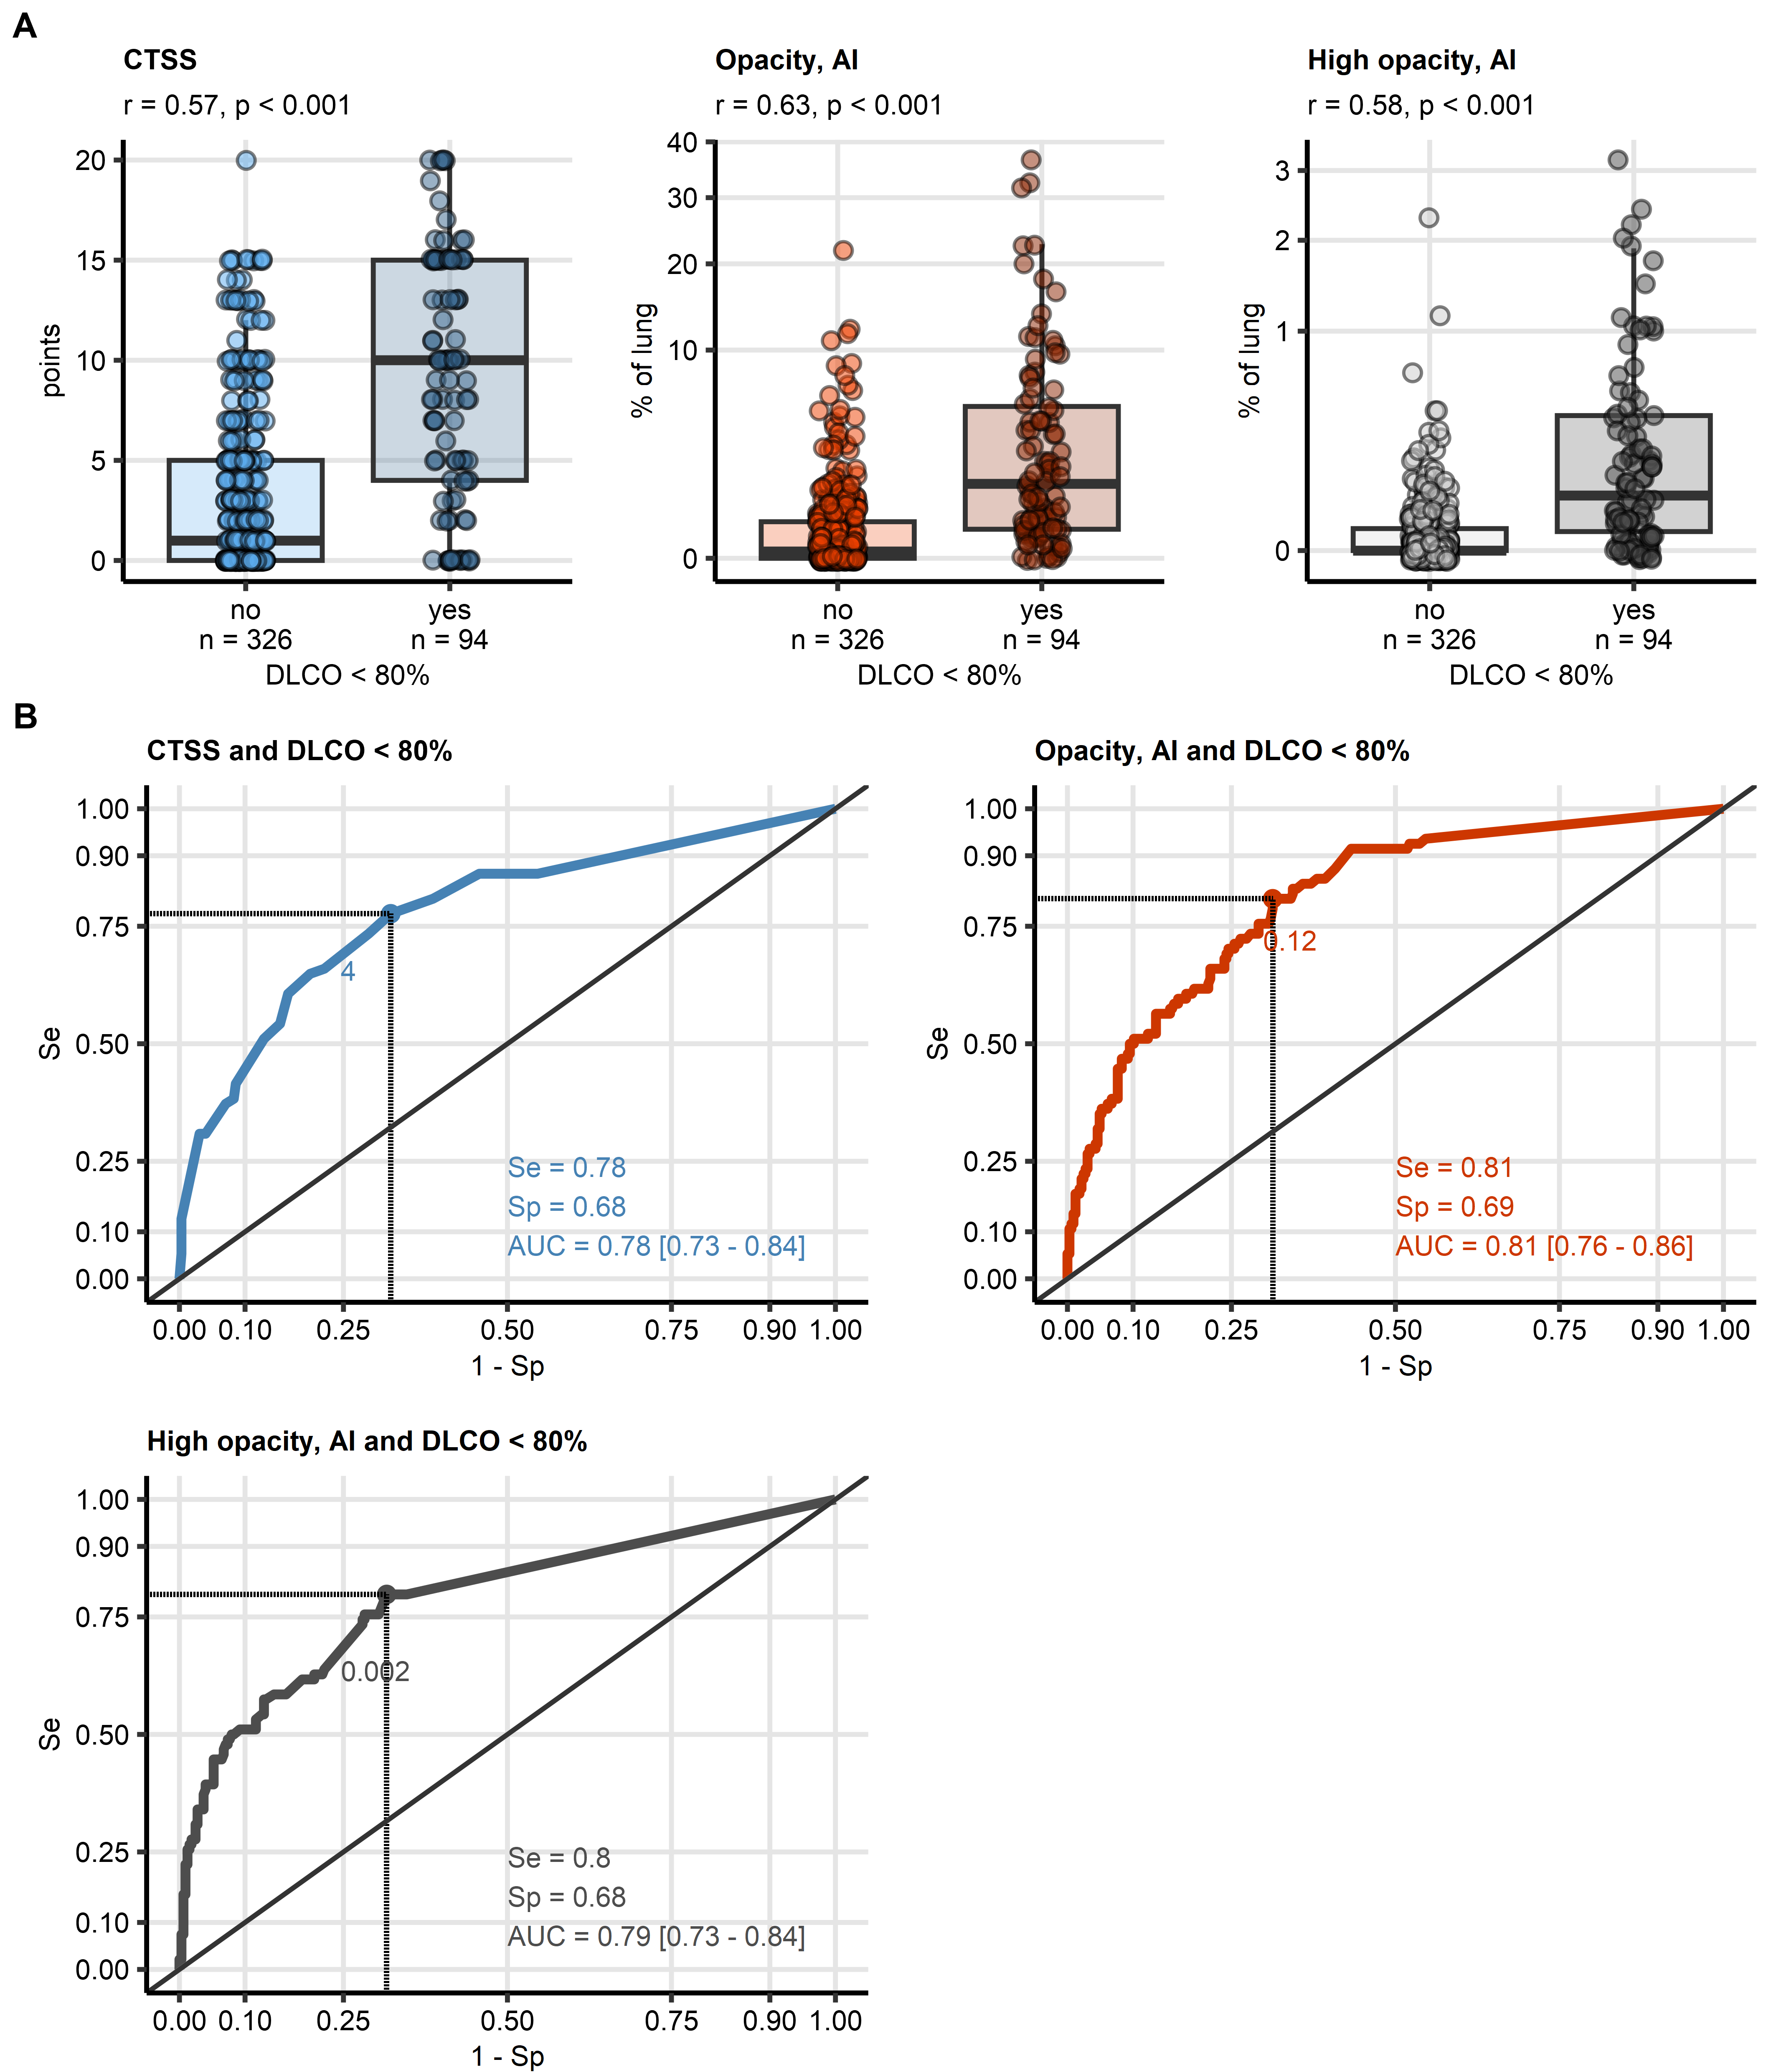 A
CTSS
r = 0.57, p < 0.001
20
15
10
5
0
points
no
n = 326
yes
n = 94
DLCO < 80%
Opacity, AI
r = 0.63, p < 0.001
40
30
20
10
0
% of lung
no
n = 326
yes
n = 94
DLCO < 80%
High opacity, AI
r = 0.58, p < 0.001
3
2
1
0
% of lung
no
n = 326
yes
n = 94
DLCO < 80%
B
CTSS and DLCO < 80%
1.00
0.90
0.75
0.50
0.25
0.10
0.00
Se
4
Se = 0.78
Sp = 0.68
AUC = 0.78 [0.73 - 0.84]
0.00 0.10 0.25 0.50 0.75 0.90 1.00
1 - Sp
Opacity, AI and DLCO < 80%
1.00
0.90
0.75
0.50
0.25
0.10
0.00
Se
0.12
Se = 0.81
Sp = 0.69
AUC = 0.81 [0.76 - 0.86]
0.00 0.10 0.25 0.50 0.75 0.90 1.00
1 - Sp
High opacity, AI and DLCO < 80%
1.00
0.90
0.75
0.50
0.25
0.10
0.00
Se
0.002
Se = 0.8
Sp = 0.68
AUC = 0.79 [0.73 - 0.84]
0.00 0.10 0.25 0.50 0.75 0.90 1.00
1 - Sp